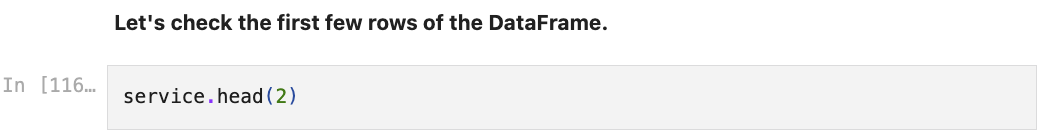 Let's check the first few rows of the DataFrame.
In [116…
service.head(2)